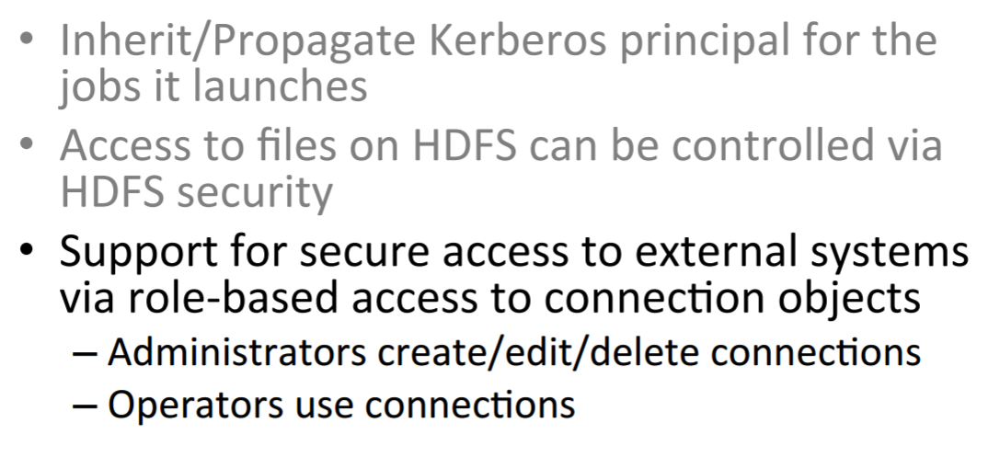 • Inherit/Propagate Kerberos principal for the
jobs it launches
• Access to files on HDFS can be controlled via
HDFS security
• Support for secure access to external systems
via role-based access to connection objects
– Administrators create/edit/delete connections
– Operators use connections